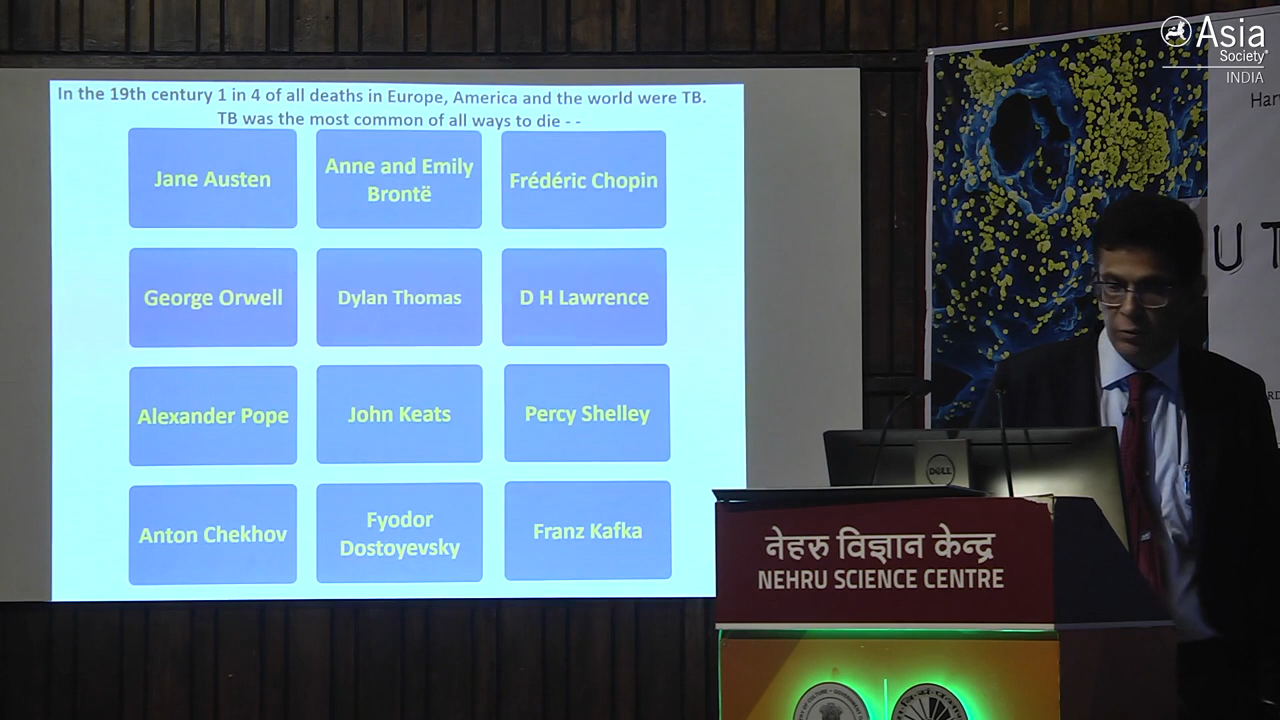 In the 19th century 1 in 4 of all deaths in Europe, America and the world were TB.
TB was the most common of all ways to die - -
Jane Austen
Anne and Emily
Brontë
Frédéric Chopin
George Orwell
Dylan Thomas
D H Lawrence
Alexander Pope
John Keats
Percy Shelley
Anton Chekhov
Fyodor
Dostoyevsky
Franz Kafka
Asia
Society
INDIA
Har
UT
DELL
नेहरु विज्ञान केन्द्र
NEHRU SCIENCE CENTRE